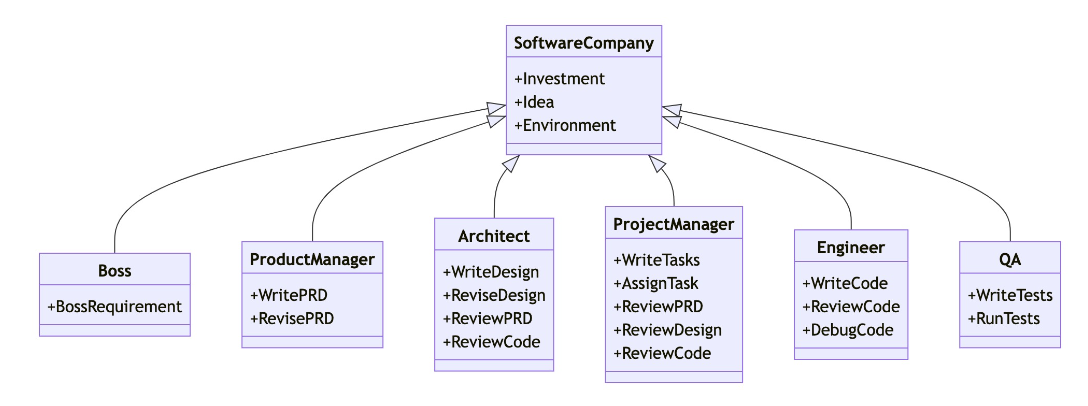 SoftwareCompany
+Investment
+Idea
+Environment
Boss
+BossRequirement
ProductManager
+WritePRD
+RevisePRD
Architect
+WriteDesign
+ReviseDesign
+ReviewPRD
+ReviewCode
ProjectManager
+WriteTasks
+AssignTask
+ReviewPRD
+ReviewDesign
+ReviewCode
Engineer
+WriteCode
+ReviewCode
+DebugCode
QA
+WriteTests
+RunTests